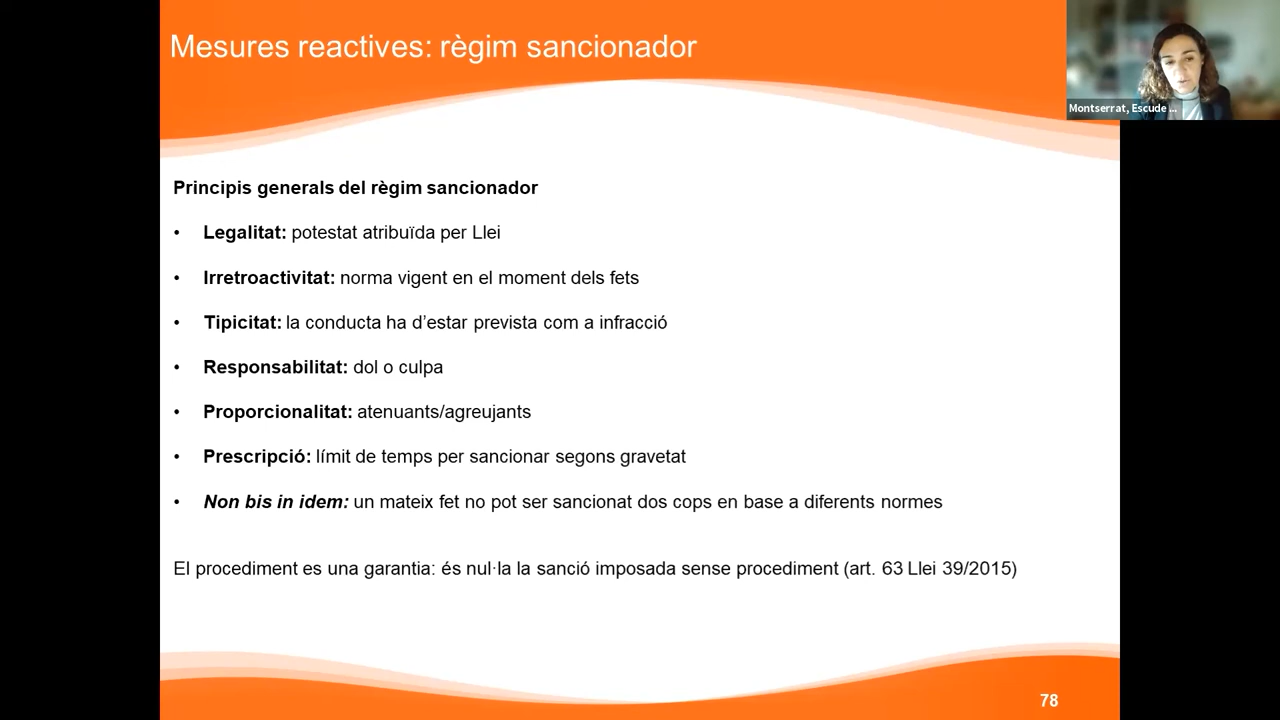 Mesures reactives: règim sancionador
Montserrat, Escude ...
Principis generals del règim sancionador
• Legalitat: potestat atribuïda per Llei
• Irretroactivitat: norma vigent en el moment dels fets
• Tipicitat: la conducta ha d’estar prevista com a infracció
• Responsabilitat: dol o culpa
• Proporcionalitat: atenuants/agreujants
• Prescripció: límit de temps per sancionar segons gravetat
• Non bis in idem: un mateix fet no pot ser sancionat dos cops en base a diferents normes
El procediment es una garantia: és nul·la la sanció imposada sense procediment (art. 63 Llei 39/2015)
78